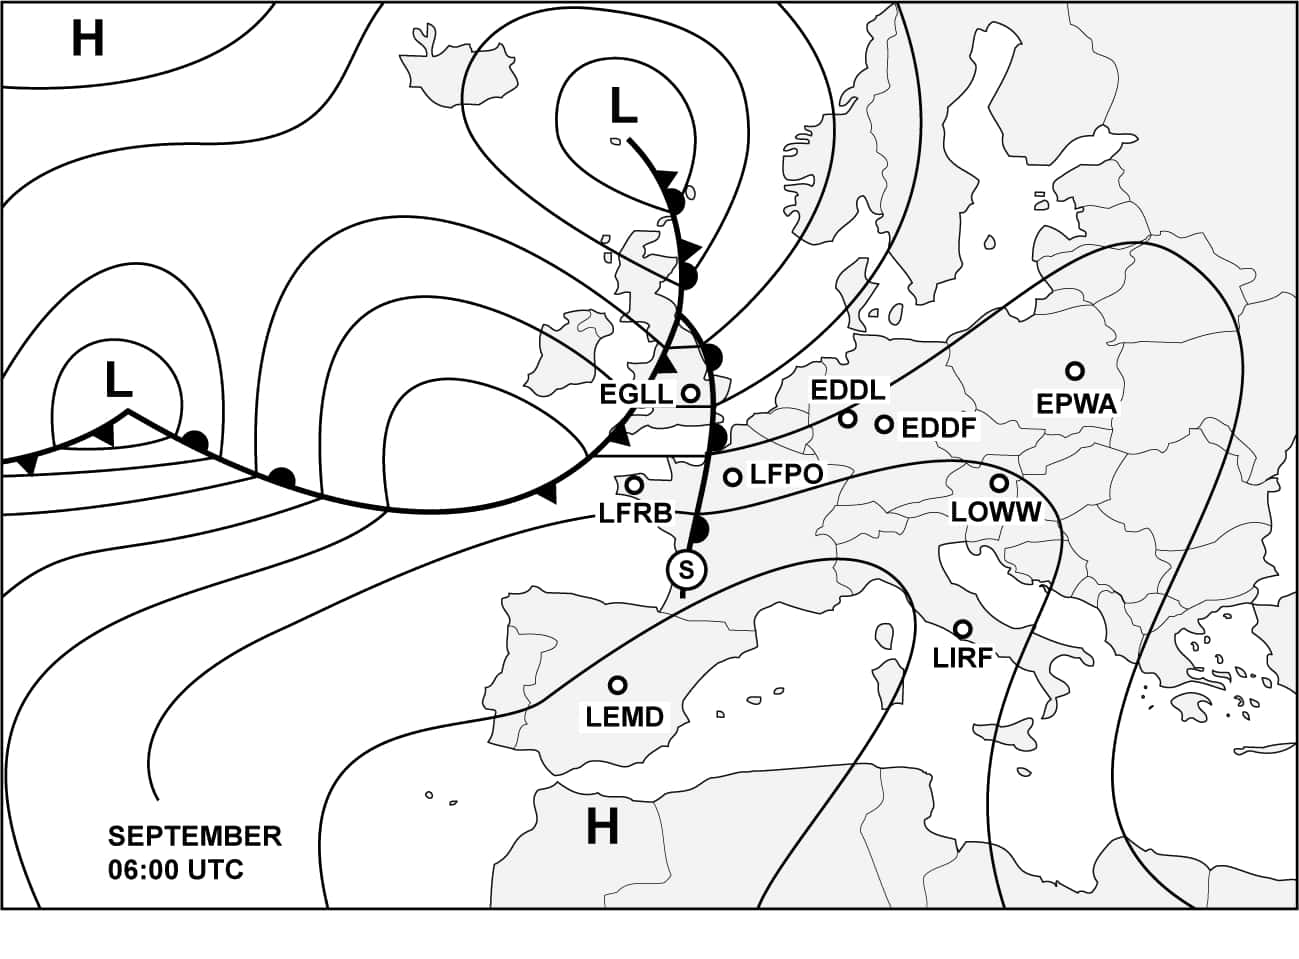 H
L
L
EGLL
EDDL
EDDF
EPWA
LFPO
LFRB
LOWW
S
LIRF
LEMD
H
SEPTEMBER
06:00 UTC